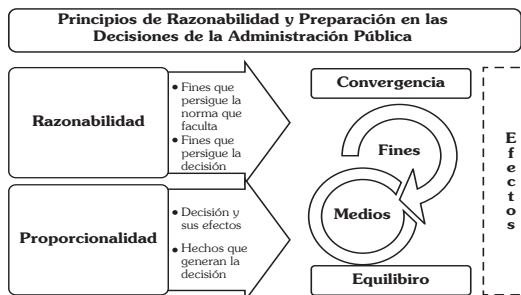 Principios de Razonabilidad y Preparación en las
Decisiones de la Administración Pública
Razonabilidad
• Fines que
persigue la
norma que
faculta
• Fines que
persigue la
decisión
Proporcionalidad
• Decisión y
sus efectos
• Hechos que
generan la
decisión
Convergencia
Fines
Medios
Equilibiro
Efectos